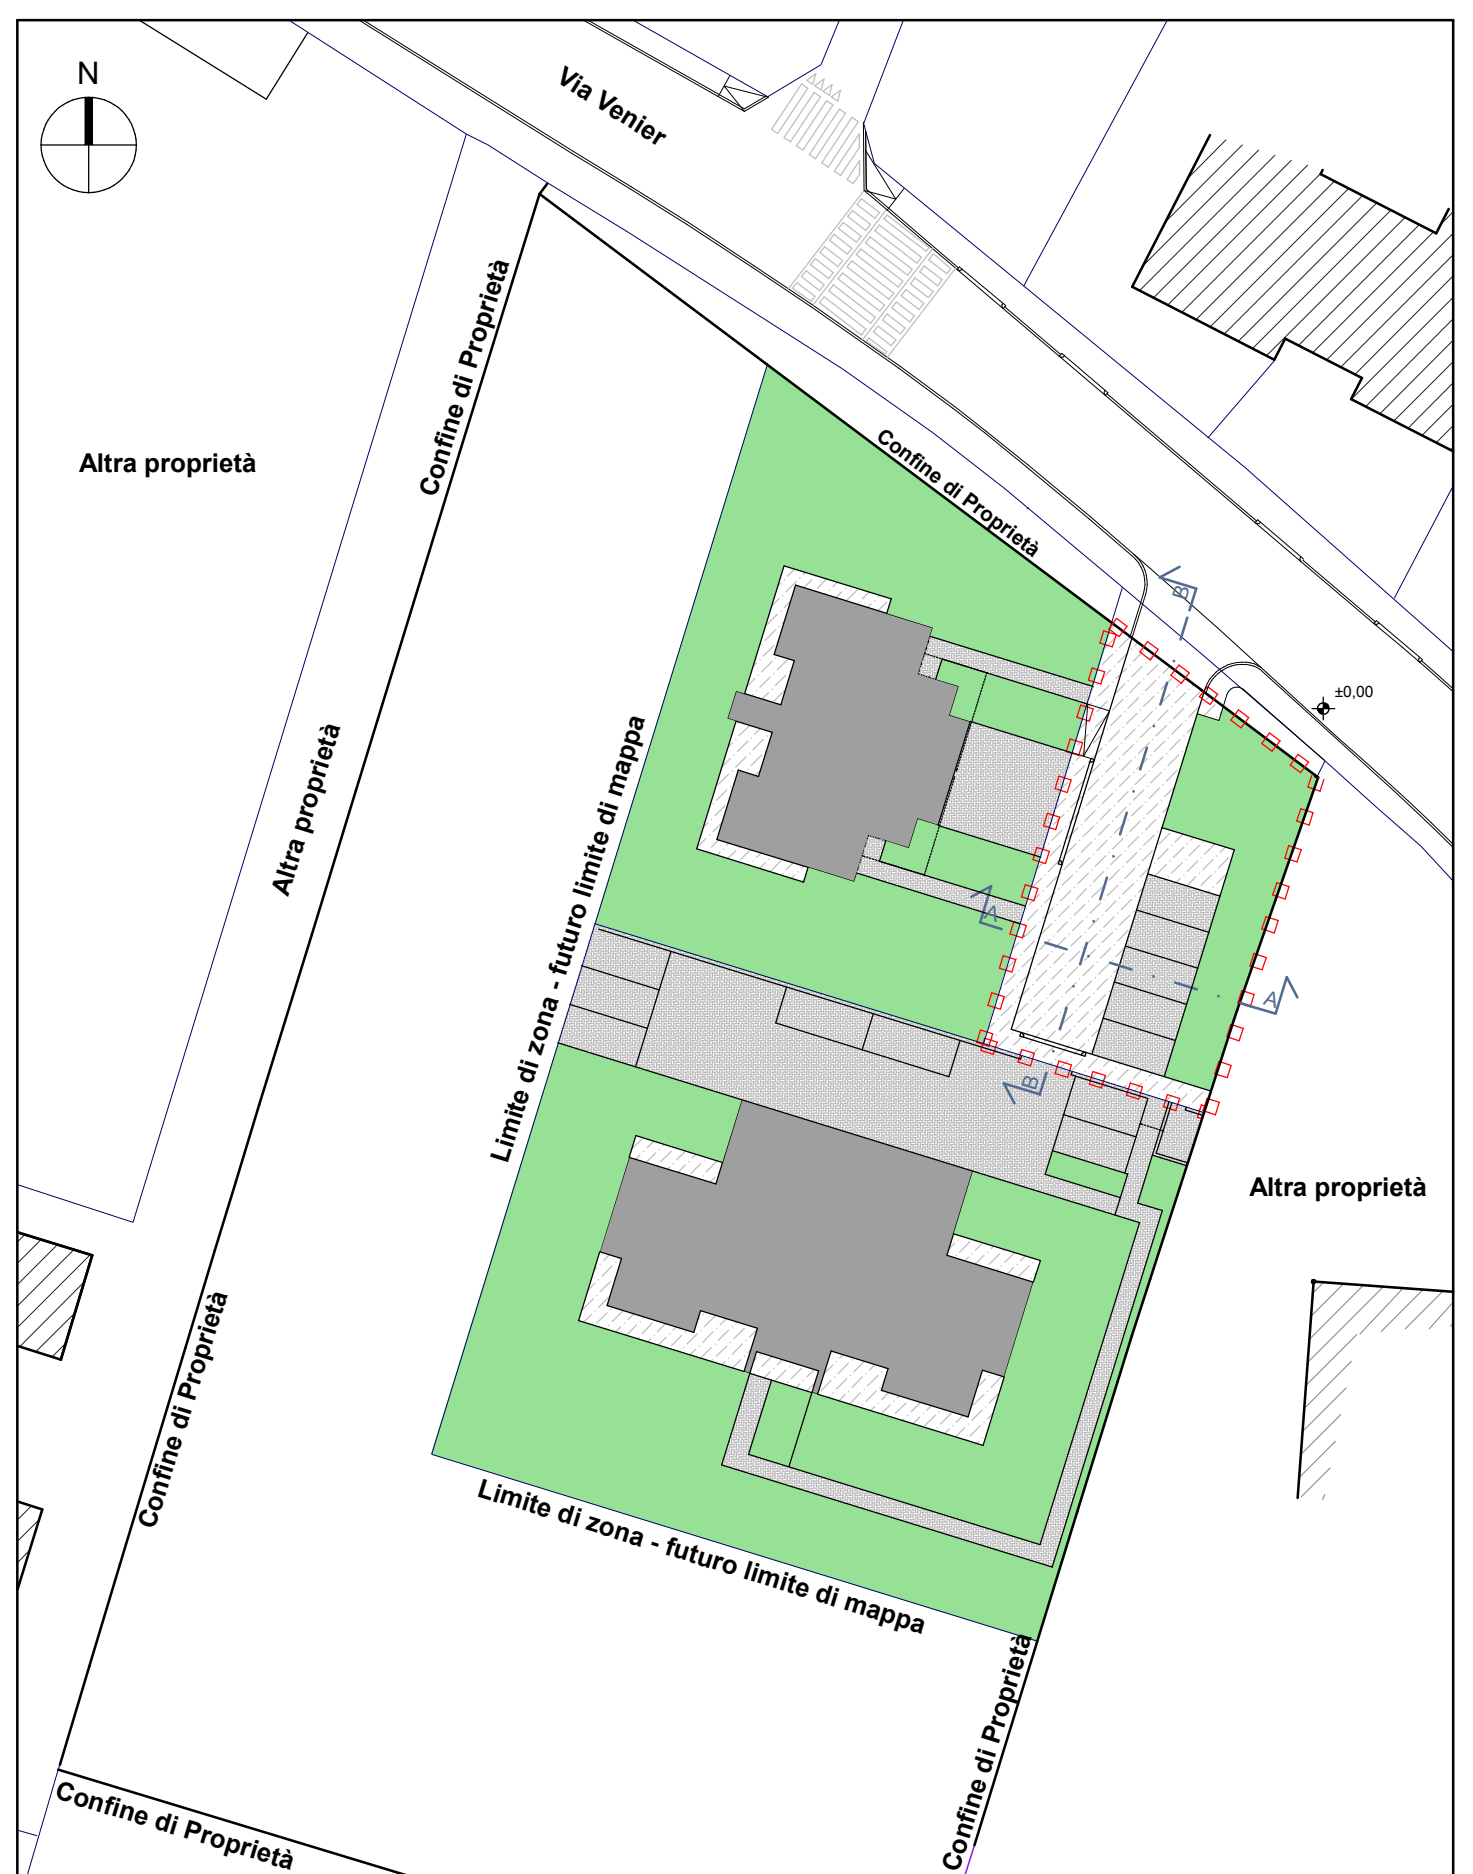 N
Via Venier
Confine di Proprietà
Altra proprietà
Confine di Proprietà
B
±0,00
Altra proprietà
Limite di zona - futuro limite di mappa
A
A
B
Altra proprietà
Confine di Proprietà
Limite di zona - futuro limite di mappa
Confine di Proprietà
Confine di Proprietà